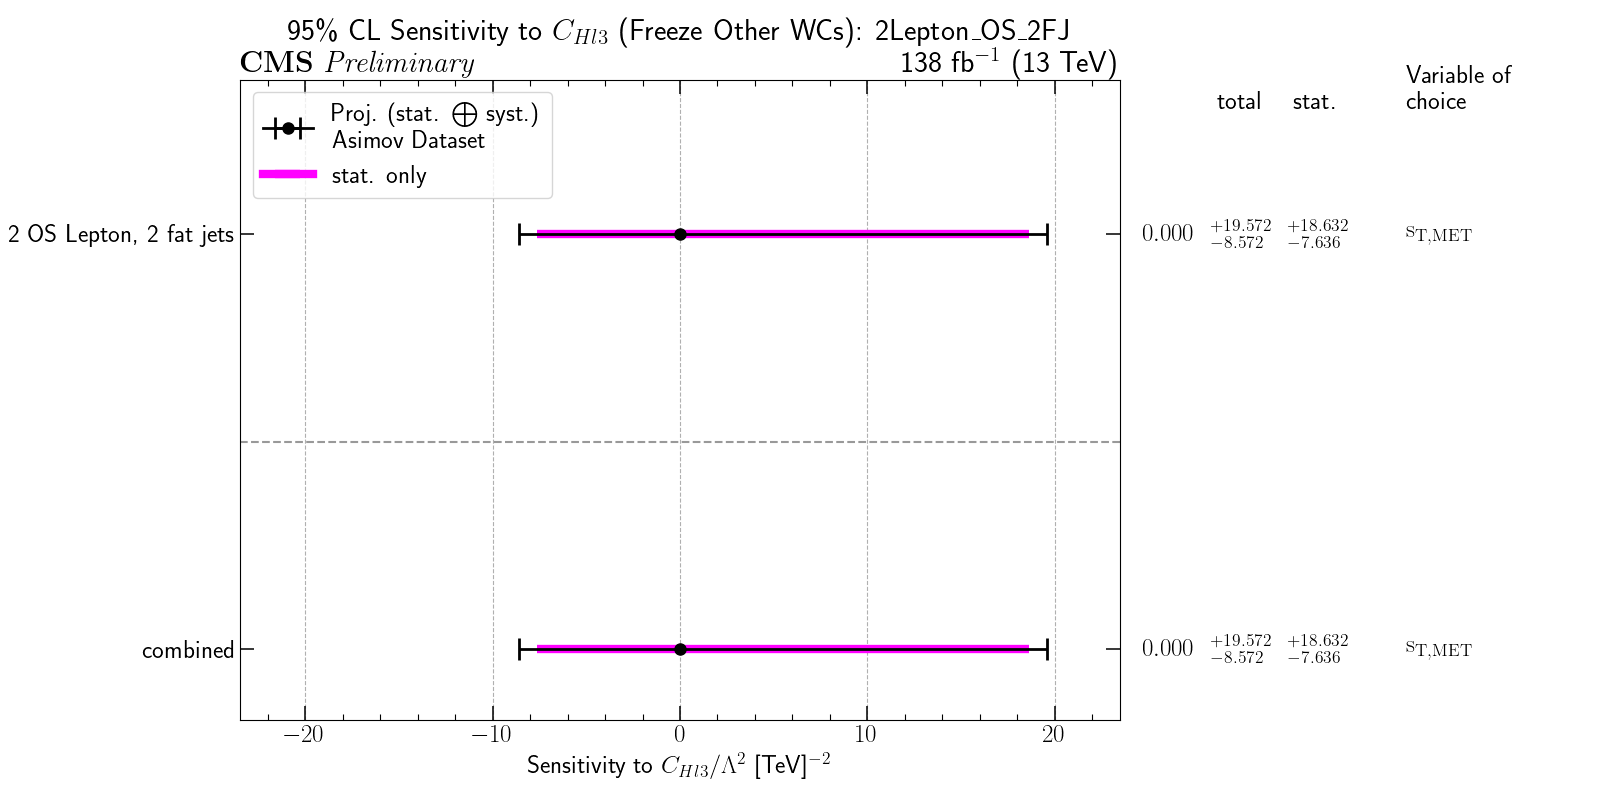 95% CL Sensitivity to C_{Hl3} (Freeze Other WCs): 2Lepton_OS_2FJ
CMS Preliminary
138 fb^{−1} (13 TeV)
Variable of
choice
total
stat.
Proj. (stat. ⨁ syst.)
Asimov Dataset
stat. only
2 OS Lepton, 2 fat jets
0.000 +19.572 −8.572 +18.632 −7.636 s_{T,MET}
combined
0.000 +19.572 −8.572 +18.632 −7.636 s_{T,MET}
−20 −10 0 10 20
Sensitivity to C_{Hl3}/Λ^2 [TeV]^{−2}